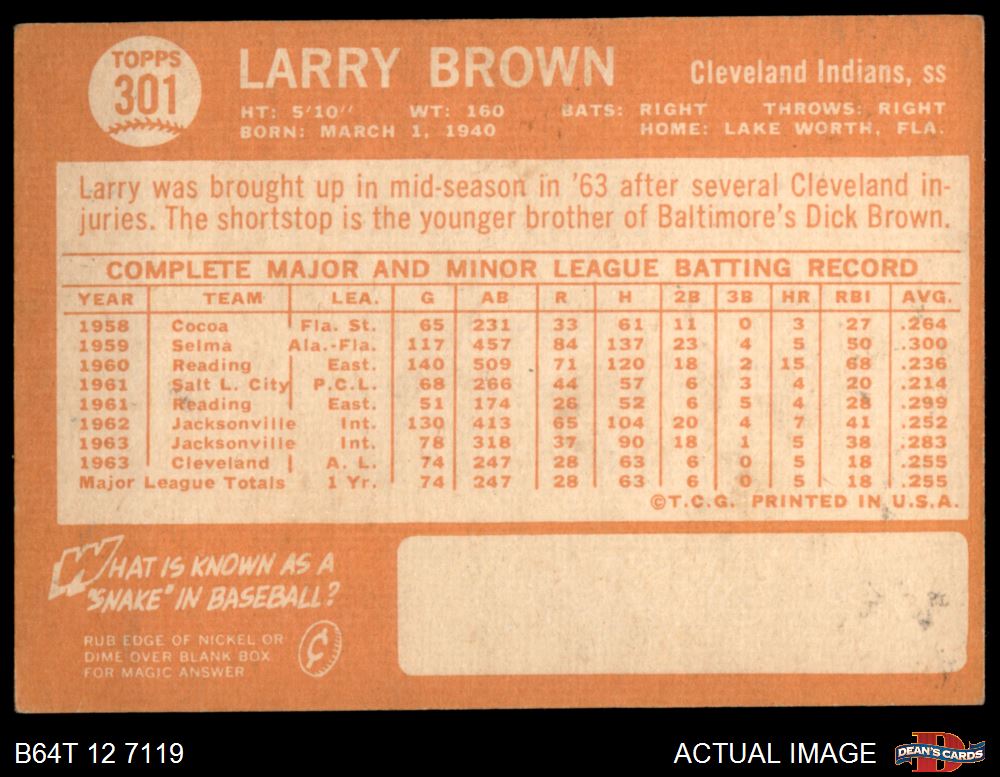 TOPPS
301
LARRY BROWN
Cleveland Indians, SS
HT: 5'10" WT: 160 BATS: RIGHT THROWS: RIGHT
BORN: MARCH 1, 1940 HOME: LAKE WORTH, FLA.
Larry was brought up in mid-season in '63 after several Cleveland in-
juries. The shortstop is the younger brother of Baltimore's Dick Brown.
COMPLETE MAJOR AND MINOR LEAGUE BATTING RECORD
YEAR TEAM LEA. G AB R H 2B 3B HR RBI AVG.
1958 Cocoa Fla. St. 65 231 33 61 11 0 3 27 .264
1959 Selma Ala.-Fla. 117 457 84 137 23 4 5 50 .300
1960 Reading East. 140 509 71 120 18 2 15 68 .236
1961 Salt L. City P.C.L. 68 266 44 57 6 3 4 20 .214
1961 Reading East. 51 174 26 52 6 5 4 28 .299
1962 Jacksonville Int. 130 413 65 104 20 4 7 41 .252
1963 Jacksonville Int. 78 318 37 90 18 1 5 38 .283
1963 Cleveland A. L. 74 247 28 63 6 0 5 18 .255
Major League Totals 1 Yr. 74 247 28 63 6 0 5 18 .255
©T.C.G. PRINTED IN U.S.A.
WHAT IS KNOWN AS A
"SNAKE" IN BASEBALL?
RUB EDGE OF NICKEL OR
DIME OVER BLANK BOX
FOR MAGIC ANSWER
¢
B64T 12 7119
ACTUAL IMAGE
D
DEAN'S CARDS